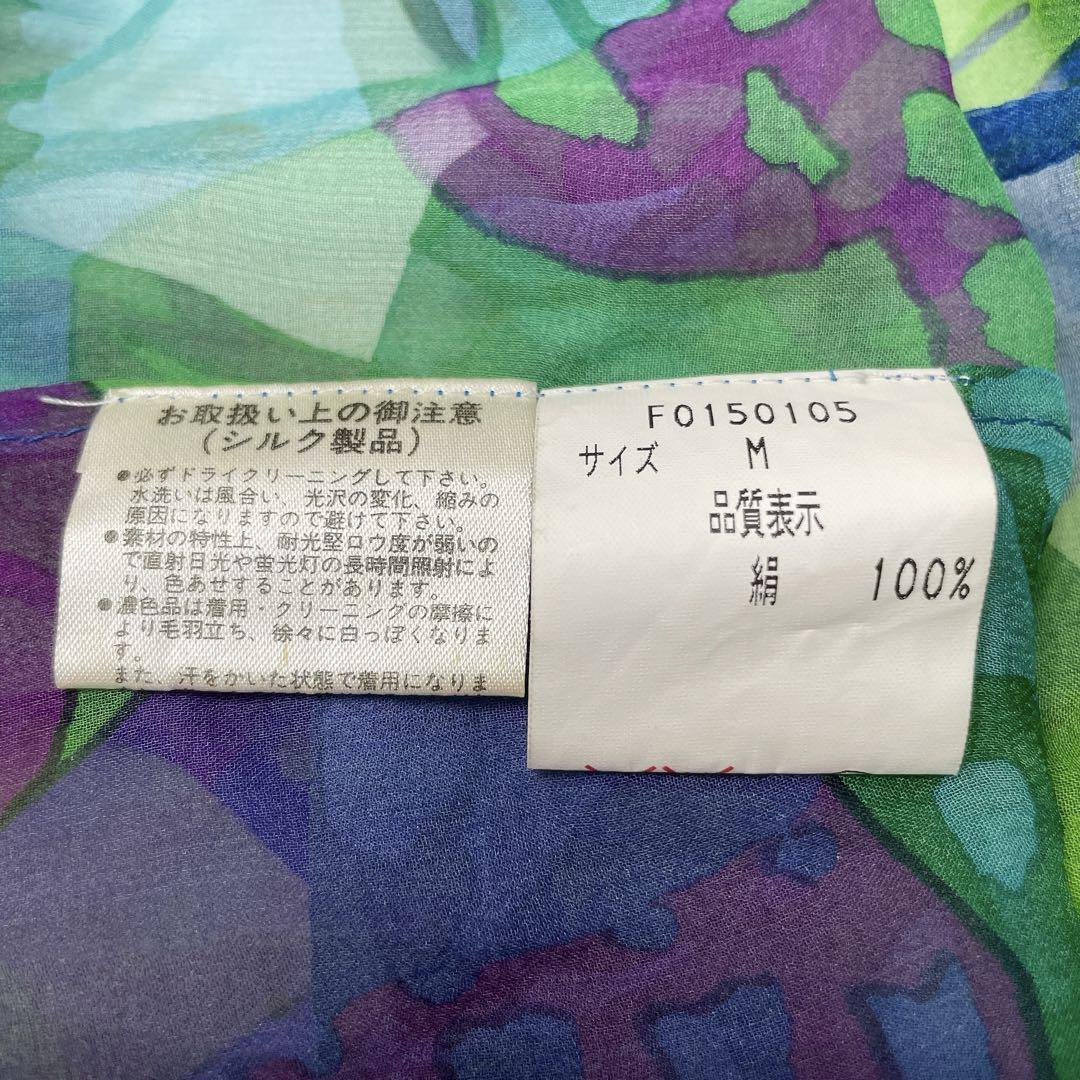 お取扱い上の御注意
(シルク製品)
●必ずドライクリーニングして下さい。
水洗いは風合い、光沢の変化、縮みの
原因になりますので避けて下さい。
●素材の特性上、耐光堅ロウ度が弱いの
で直射日光や蛍光灯の長時間照射によ
り、色あせすることがあります。
●濃色品は着用、クリーニングの摩擦に
より毛羽立ち、徐々に白っぽくなりま
す。
また、汗をかいた状態で着用になりま
F0150105
サイズ M
品質表示
絹 100%